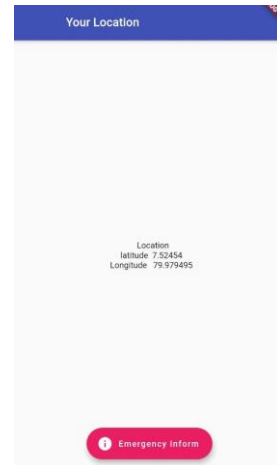 Your Location
Location
latitude 7.52454
Longitude 79.979495
Emergency Inform